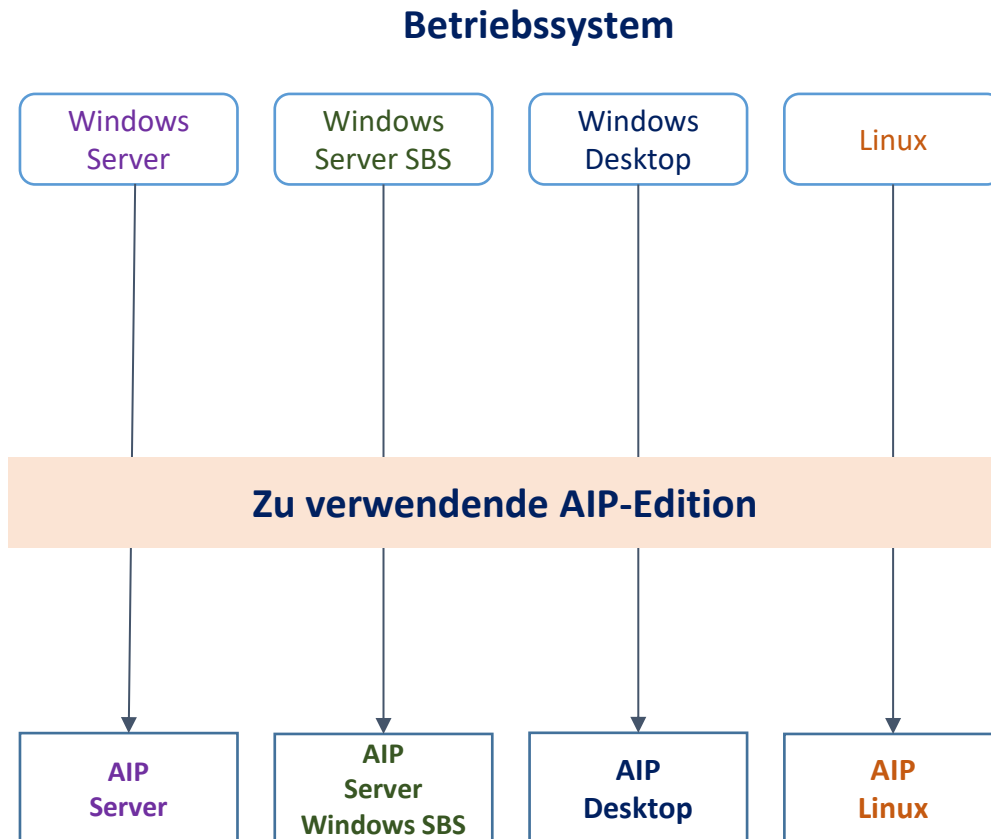 Betriebssystem
Windows
Server
Windows
Server SBS
Windows
Desktop
Linux
Zu verwendende AIP-Edition
AIP
Server
AIP
Server
Windows SBS
AIP
Desktop
AIP
Linux